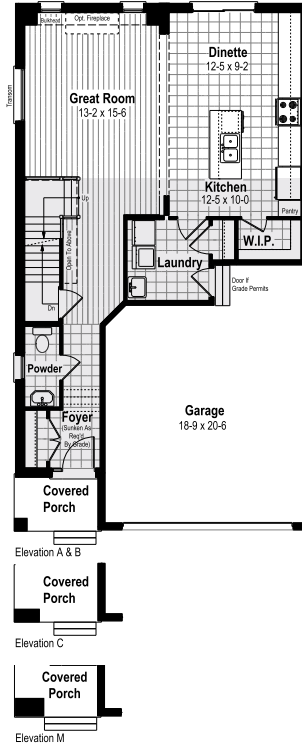 Bulkhead
Opt. Fireplace
Dinette
12-5 x 9-2
Transom
Great Room
13-2 x 15-6
Kitchen
12-5 x 10-0
Up
Pantry
W.I.P.
Open To Above
Laundry
Dn
Door If
Grade Permits
Powder
Foyer
(Sunken As
Req'd
By Grade)
Garage
18-9 x 20-6
Covered
Porch
Elevation A & B
Covered
Porch
Elevation C
Covered
Porch
Elevation M